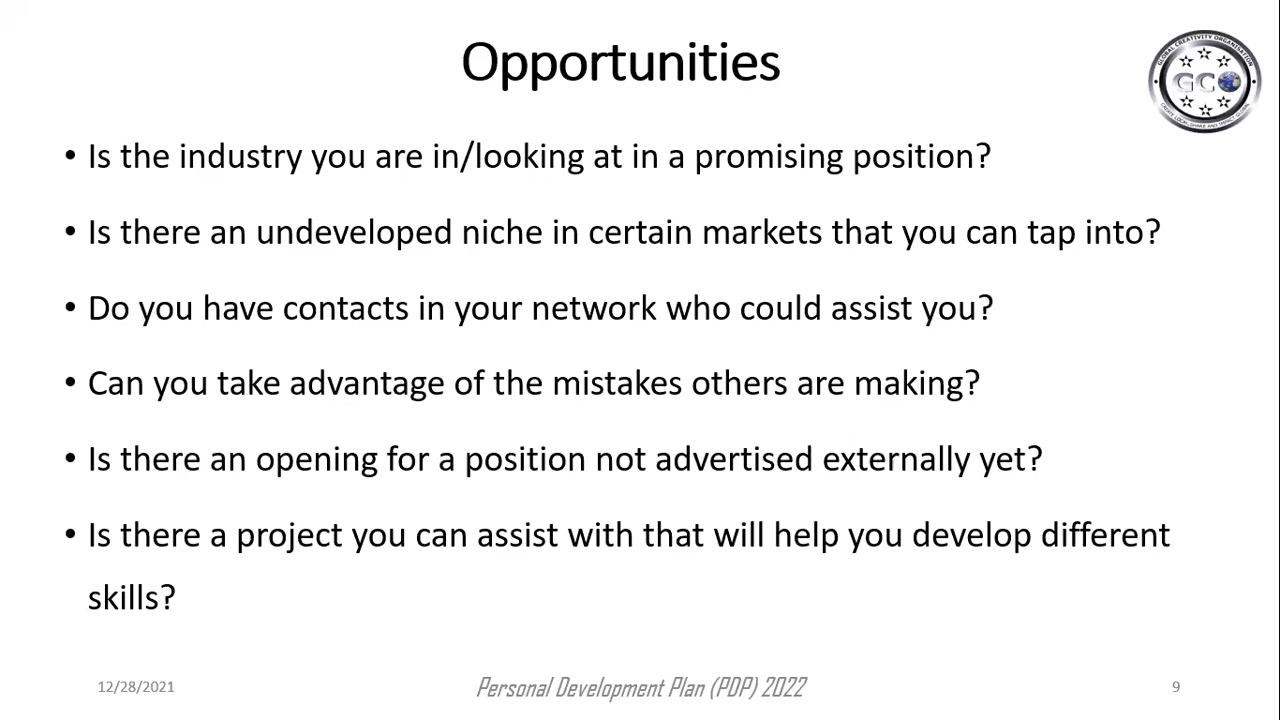 Opportunities
GLOBAL CREATIVITY ORGANISATION
GCO
• Is the industry you are in/looking at in a promising position?
• Is there an undeveloped niche in certain markets that you can tap into?
• Do you have contacts in your network who could assist you?
• Can you take advantage of the mistakes others are making?
• Is there an opening for a position not advertised externally yet?
• Is there a project you can assist with that will help you develop different
skills?
12/28/2021
Personal Development Plan (PDP) 2022
9